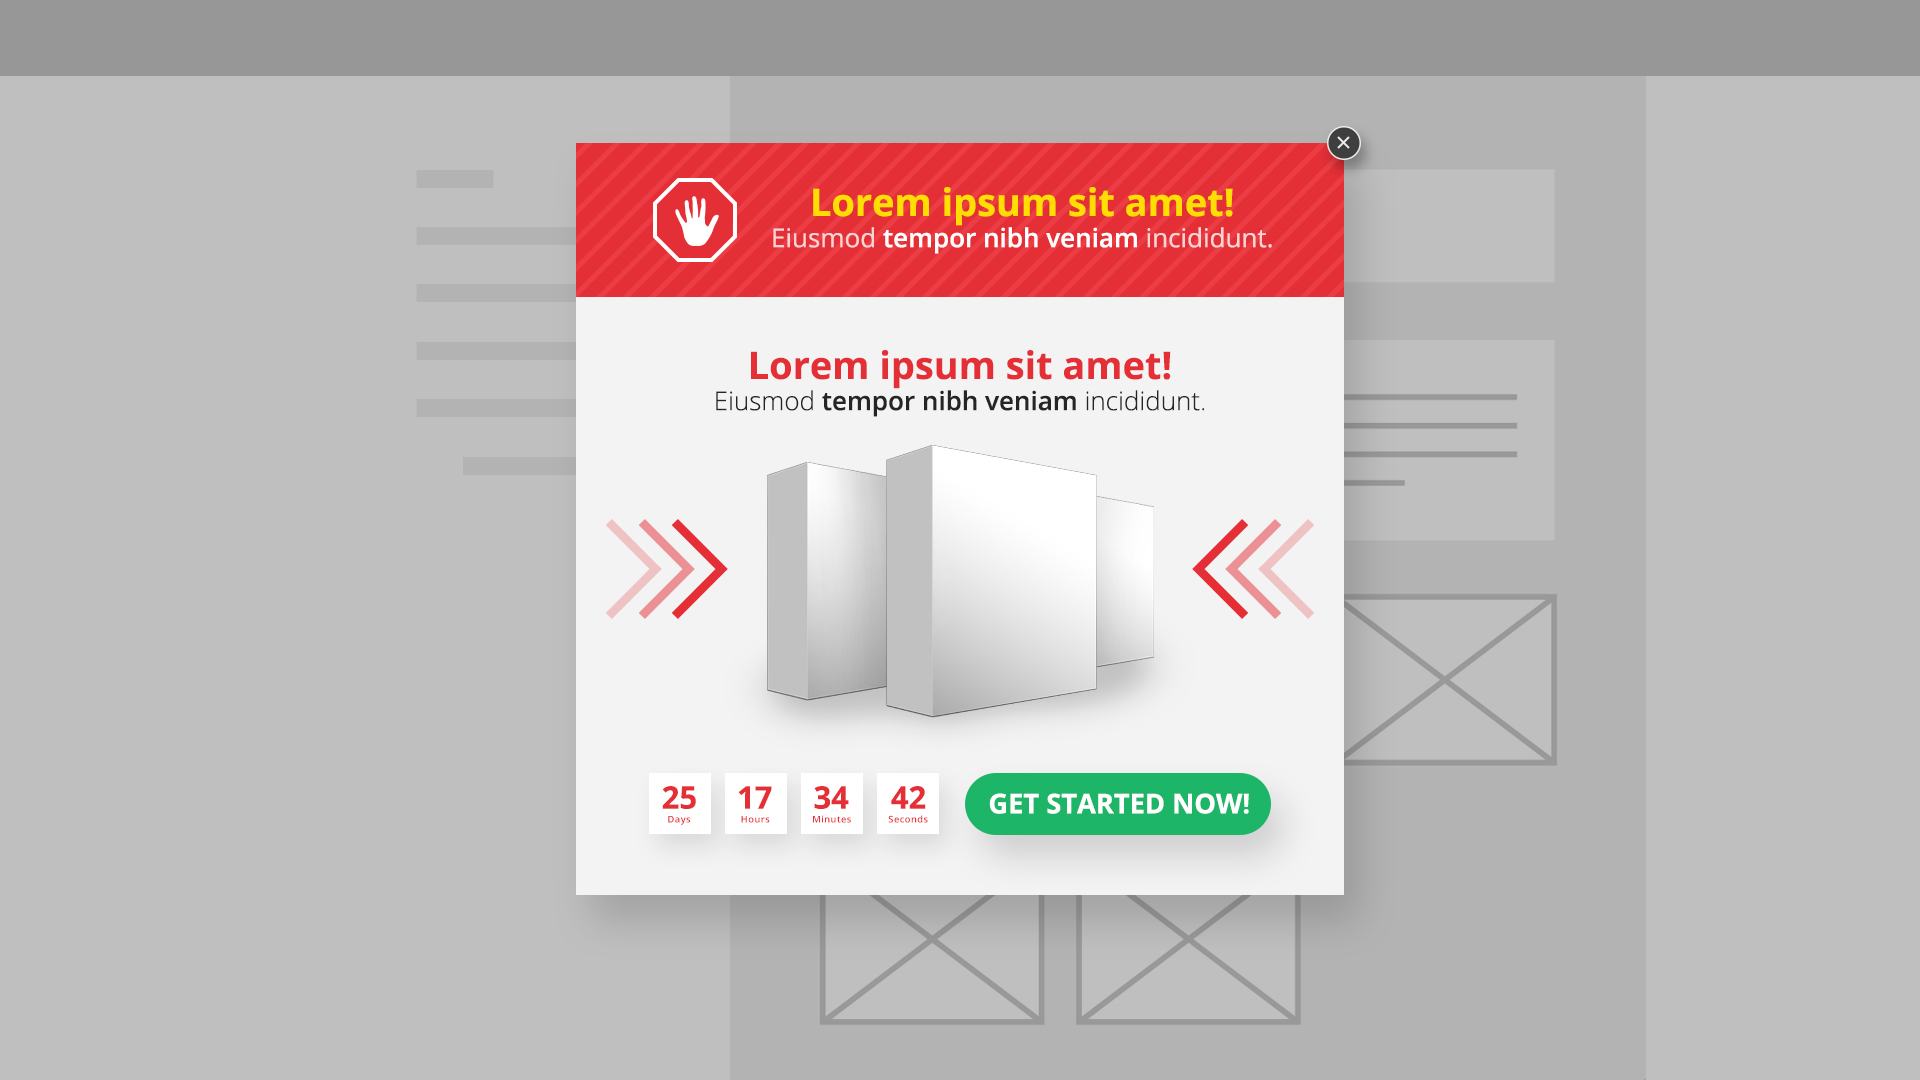 Lorem ipsum sit amet!
Eiusmod tempor nibh veniam incididunt.
Lorem ipsum sit amet!
Eiusmod tempor nibh veniam incididunt.
25 17 34 42 GET STARTED NOW!
Days Hours Minutes Seconds